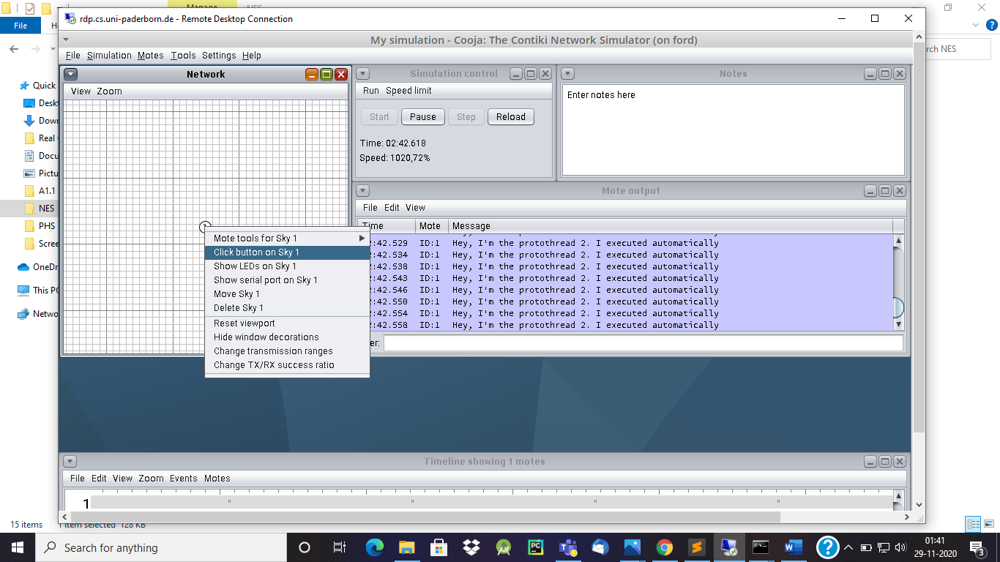 Manage
NES
File
rdp.cs.uni-paderborn.de - Remote Desktop Connection
My simulation - Cooja: The Contiki Network Simulator (on ford)
File Simulation Motes Tools Settings Help
Network
View Zoom
1
Mote tools for Sky 1
Click button on Sky 1
Show LEDs on Sky 1
Show serial port on Sky 1
Move Sky 1
Delete Sky 1
Reset viewport
Hide window decorations
Change transmission ranges
Change TX/RX success ratio
Simulation control
Run Speed limit
Start Pause Step Reload
Time: 02:42.618
Speed: 1020,72%
Notes
Enter notes here
Mote output
File Edit View
Time Mote Message
2:42.529 ID:1 Hey, I'm the protothread 2. I executed automatically
2:42.534 ID:1 Hey, I'm the protothread 2. I executed automatically
2:42.538 ID:1 Hey, I'm the protothread 2. I executed automatically
2:42.543 ID:1 Hey, I'm the protothread 2. I executed automatically
2:42.546 ID:1 Hey, I'm the protothread 2. I executed automatically
2:42.550 ID:1 Hey, I'm the protothread 2. I executed automatically
2:42.554 ID:1 Hey, I'm the protothread 2. I executed automatically
2:42.558 ID:1 Hey, I'm the protothread 2. I executed automatically
er:
Timeline showing 1 motes
File Edit View Zoom Events Motes
1
Quick
Deskt
Down
Real
Docu
Pictu
A1.1
NES
PHS
Scree
OneDr
This PC
Netwo
rch NES
15 items 1 item selected 128 KB
Search for anything
01:41
29-11-2020
3